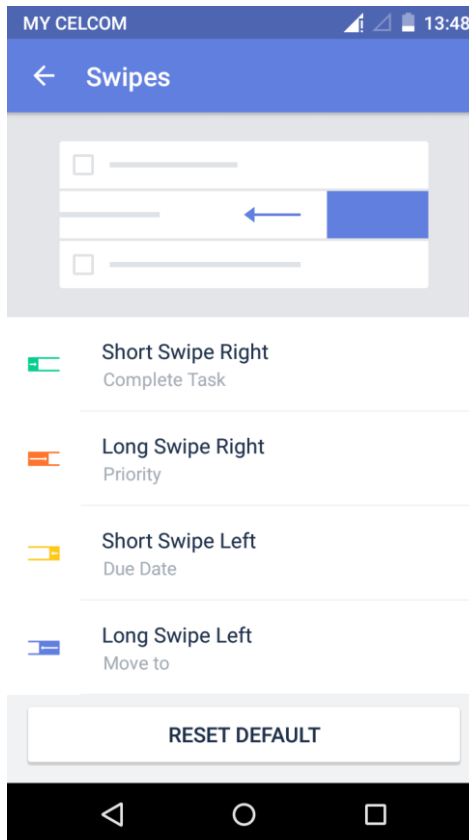 MY CELCOM 13:48
Swipes
Short Swipe Right
Complete Task
Long Swipe Right
Priority
Short Swipe Left
Due Date
Long Swipe Left
Move to
RESET DEFAULT